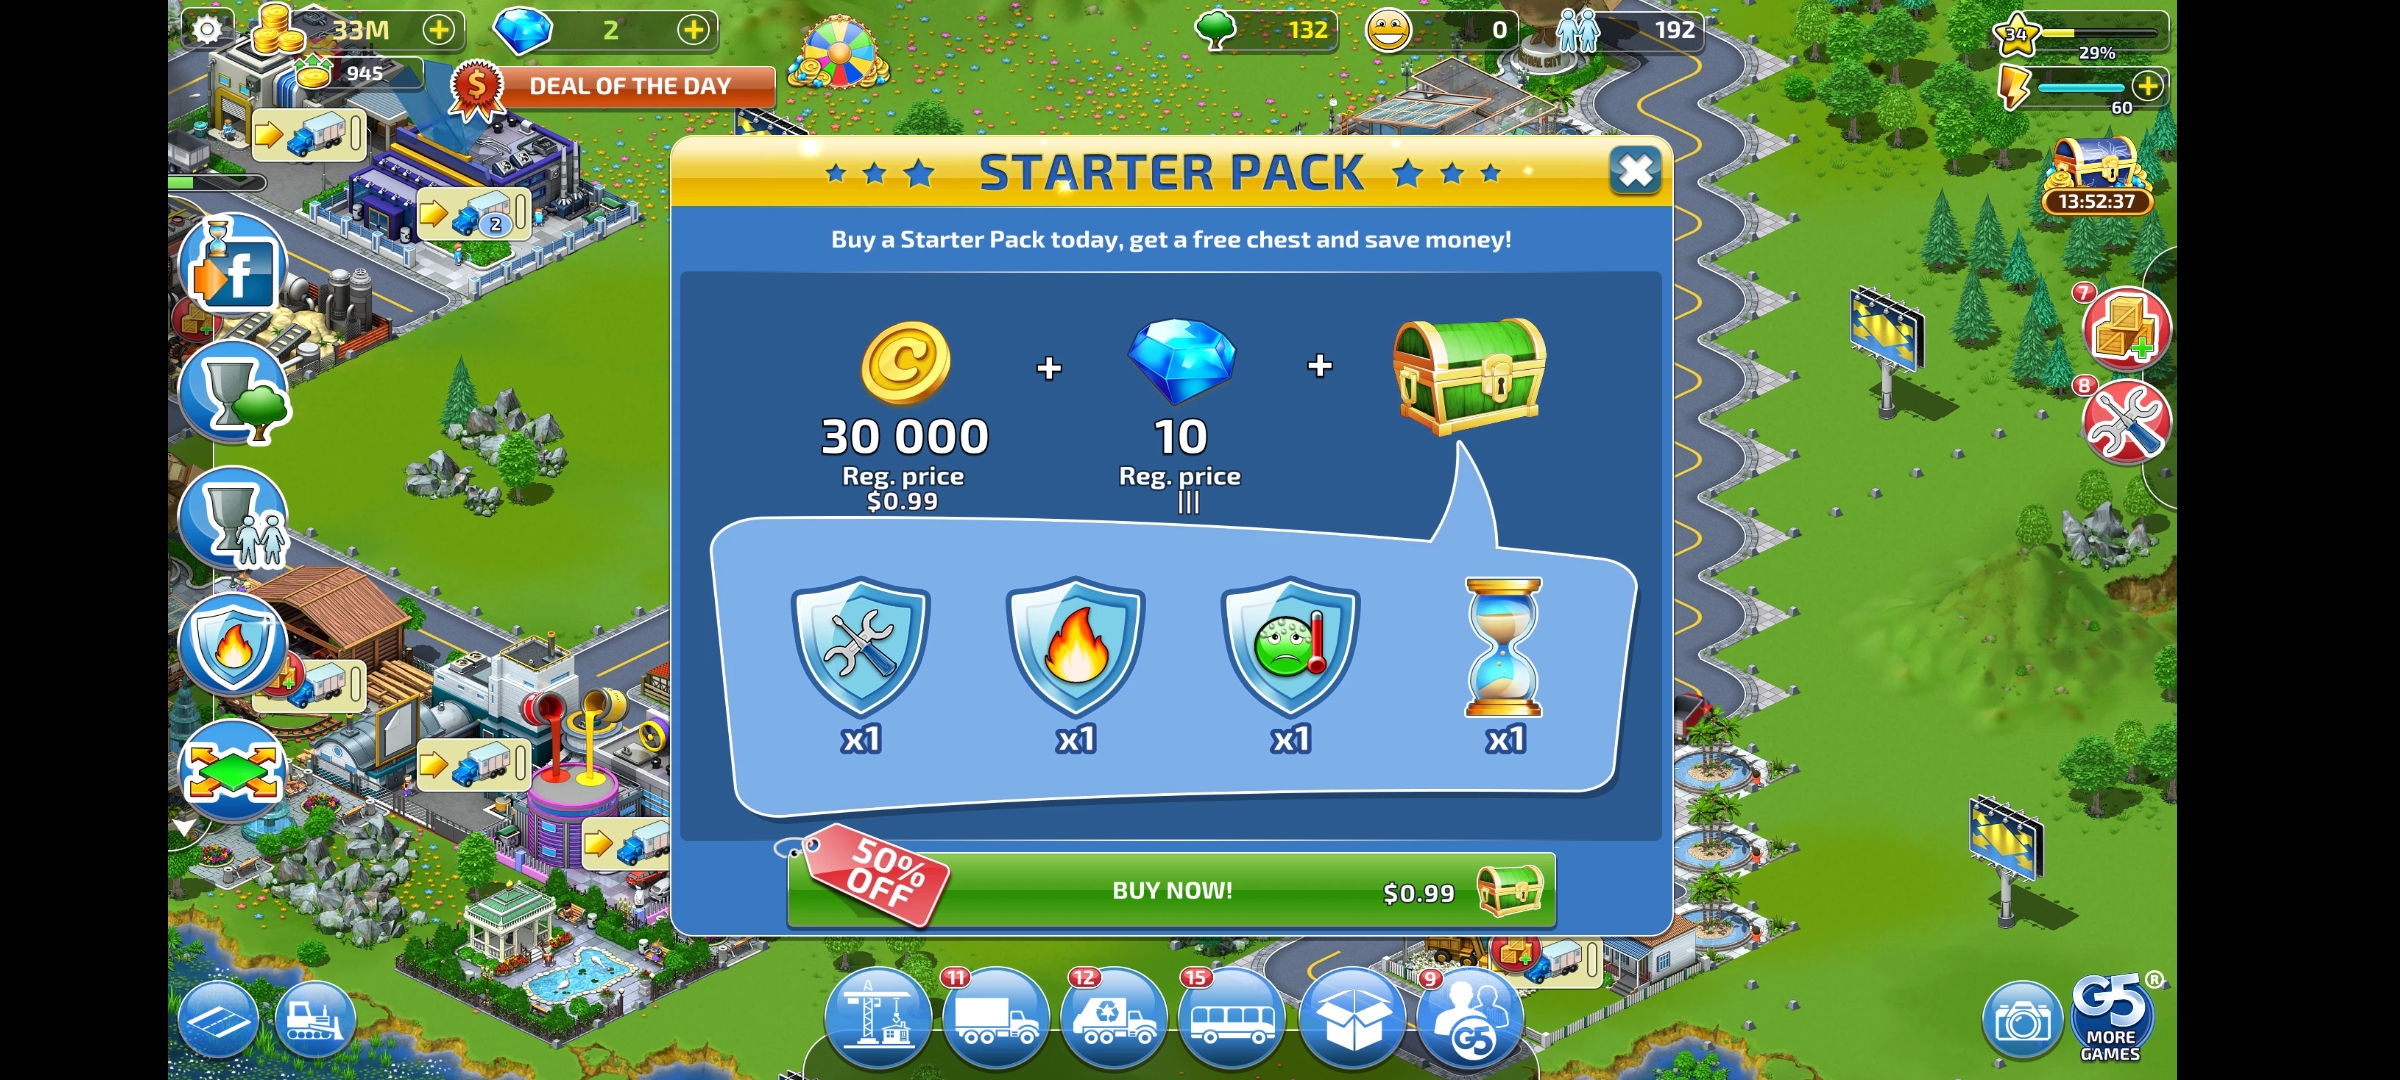 33M
2
132
0
192
34
29%
945
DEAL OF THE DAY
60
STARTER PACK
13:52:37
2
Buy a Starter Pack today, get a free chest and save money!
f
7
8
30 000
10
Reg. price
Reg. price
$0.99
|||
x1
x1
x1
x1
50%
OFF
BUY NOW!
$0.99
11
12
15
9
G5
G5
®
MORE
GAMES